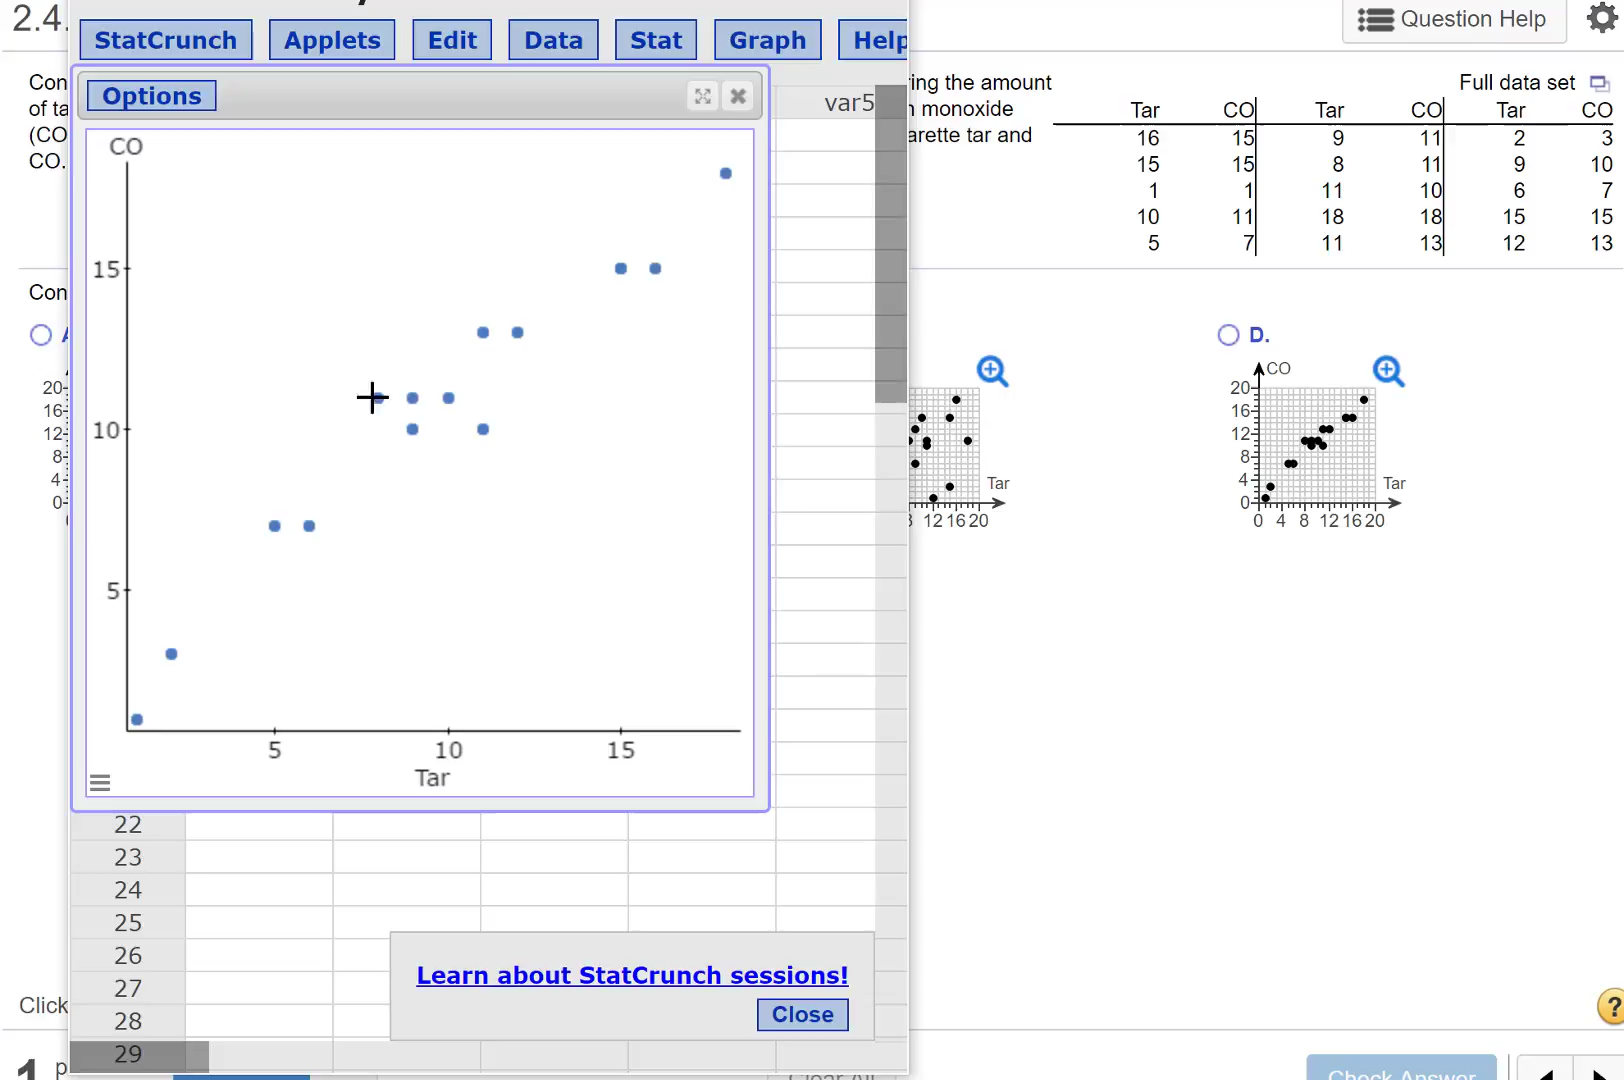 2.4.
StatCrunch Applets Edit Data Stat Graph Help
Question Help
Options
var5
Con
of ta
(CO
CO.
ring the amount
monoxide
arette tar and
Full data set
Tar CO Tar CO Tar CO
16 15 9 11 2 3
15 15 8 11 9 10
1 1 11 10 6 7
10 11 18 18 15 15
5 7 11 13 12 13
Con
CO
15
10
5
5 10 15
Tar
20
16
12
8
4
0
Tar
12 16 20
D.
CO
20
16
12
8
4
0
Tar
0 4 8 12 16 20
22
23
24
25
26
27
28
29
Learn about StatCrunch sessions!
Close
Click
?
1
Clear All
Check Answer